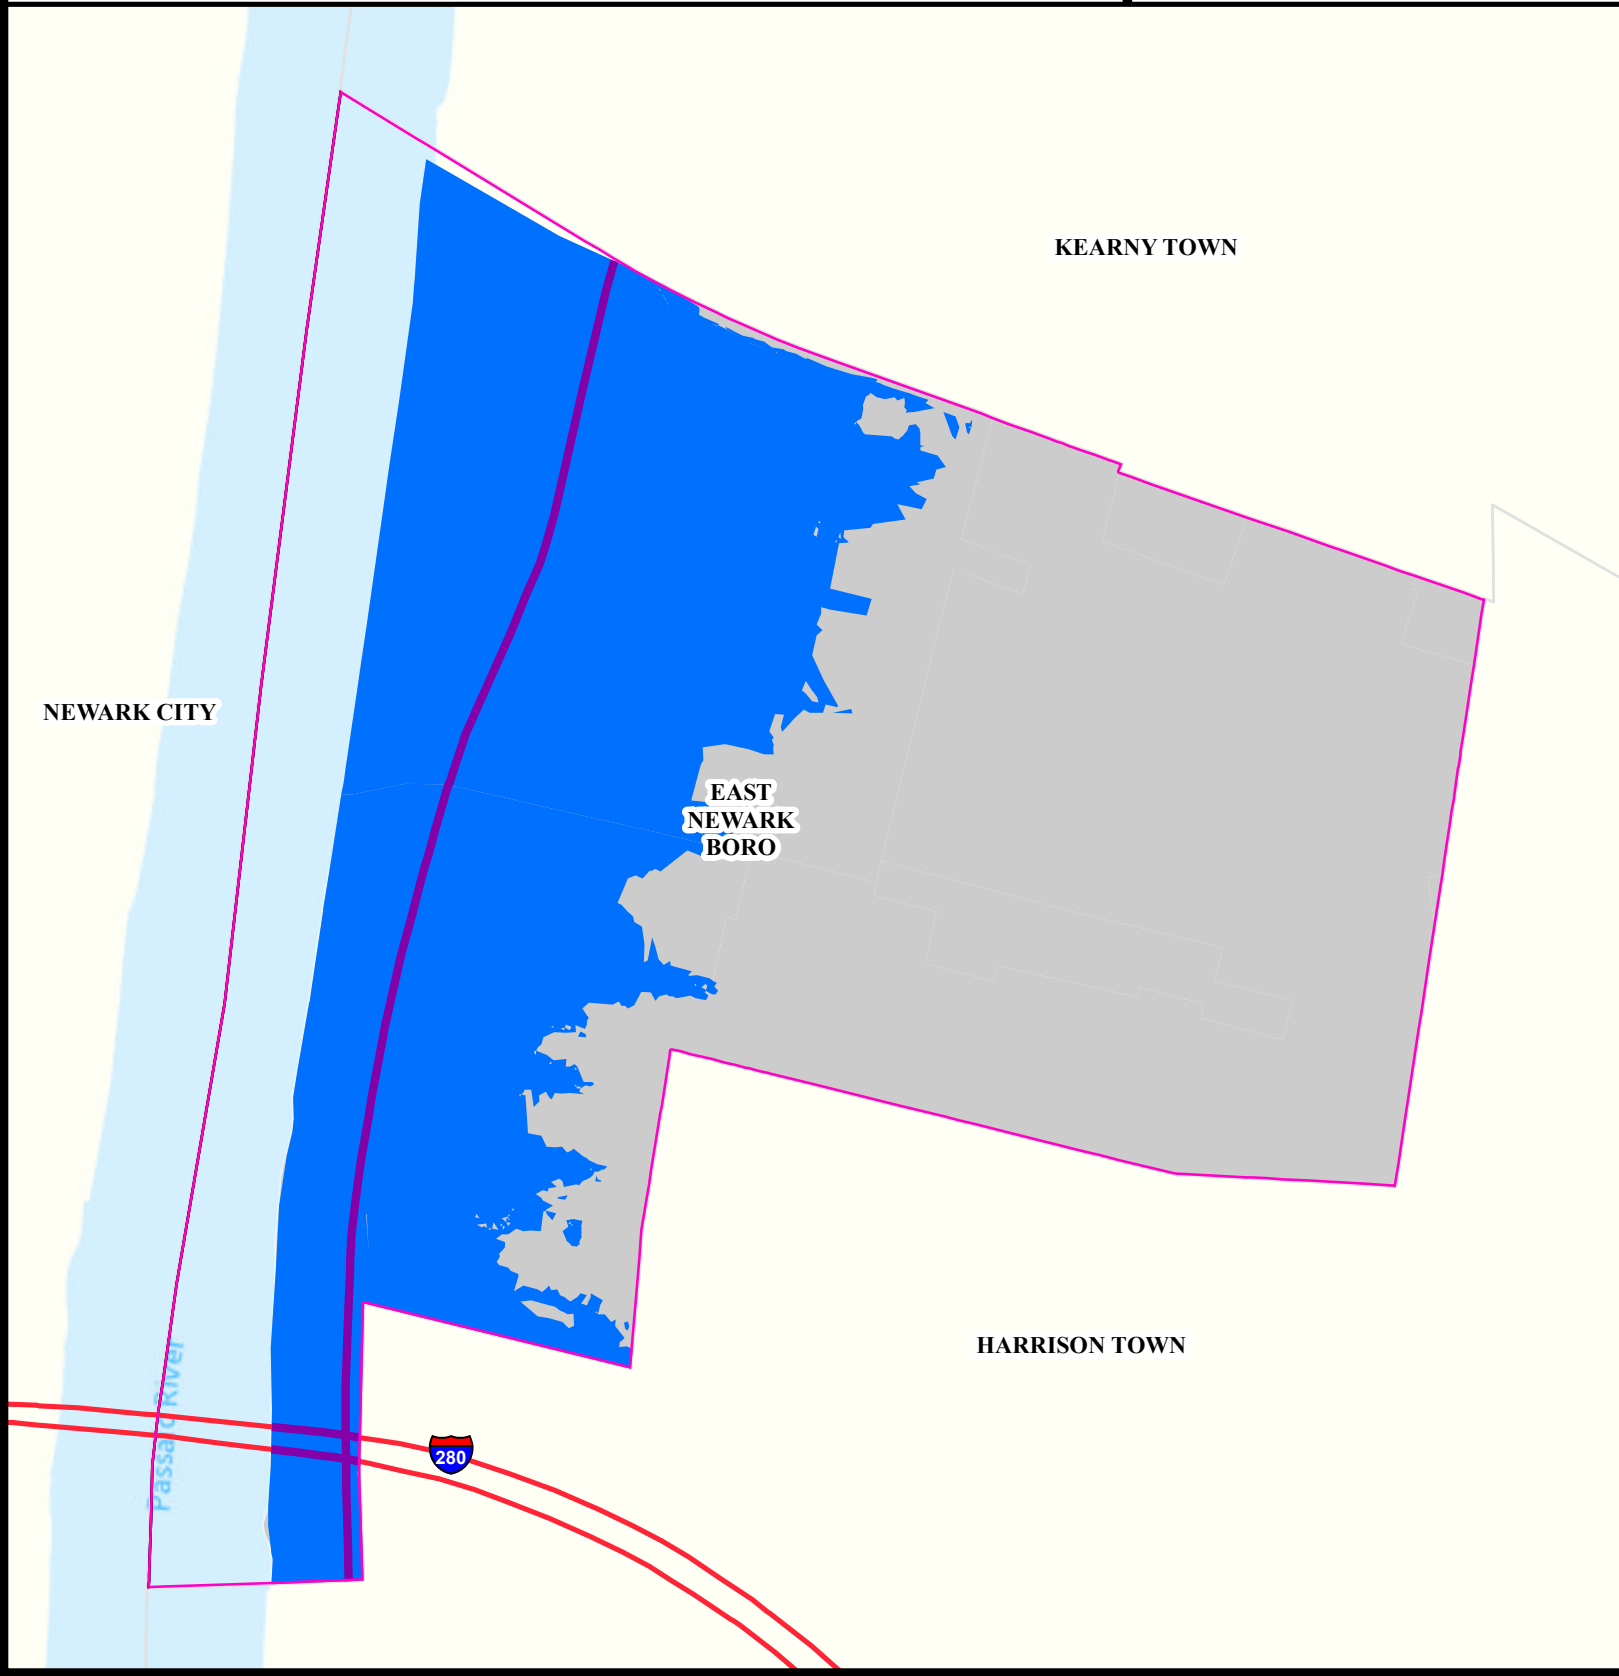 KEARNY TOWN
NEWARK CITY
EAST
NEWARK
BORO
HARRISON TOWN
Passaic River
280